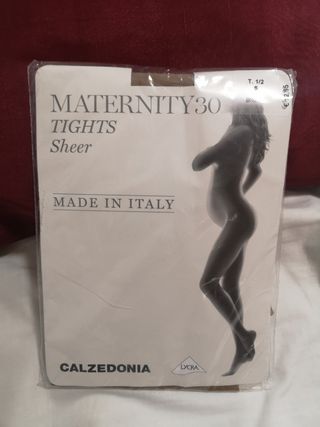 MATERNITY30
TIGHTS
Sheer
T. 1/2
S
MADE IN ITALY
CALZEDONIA
LYCRA